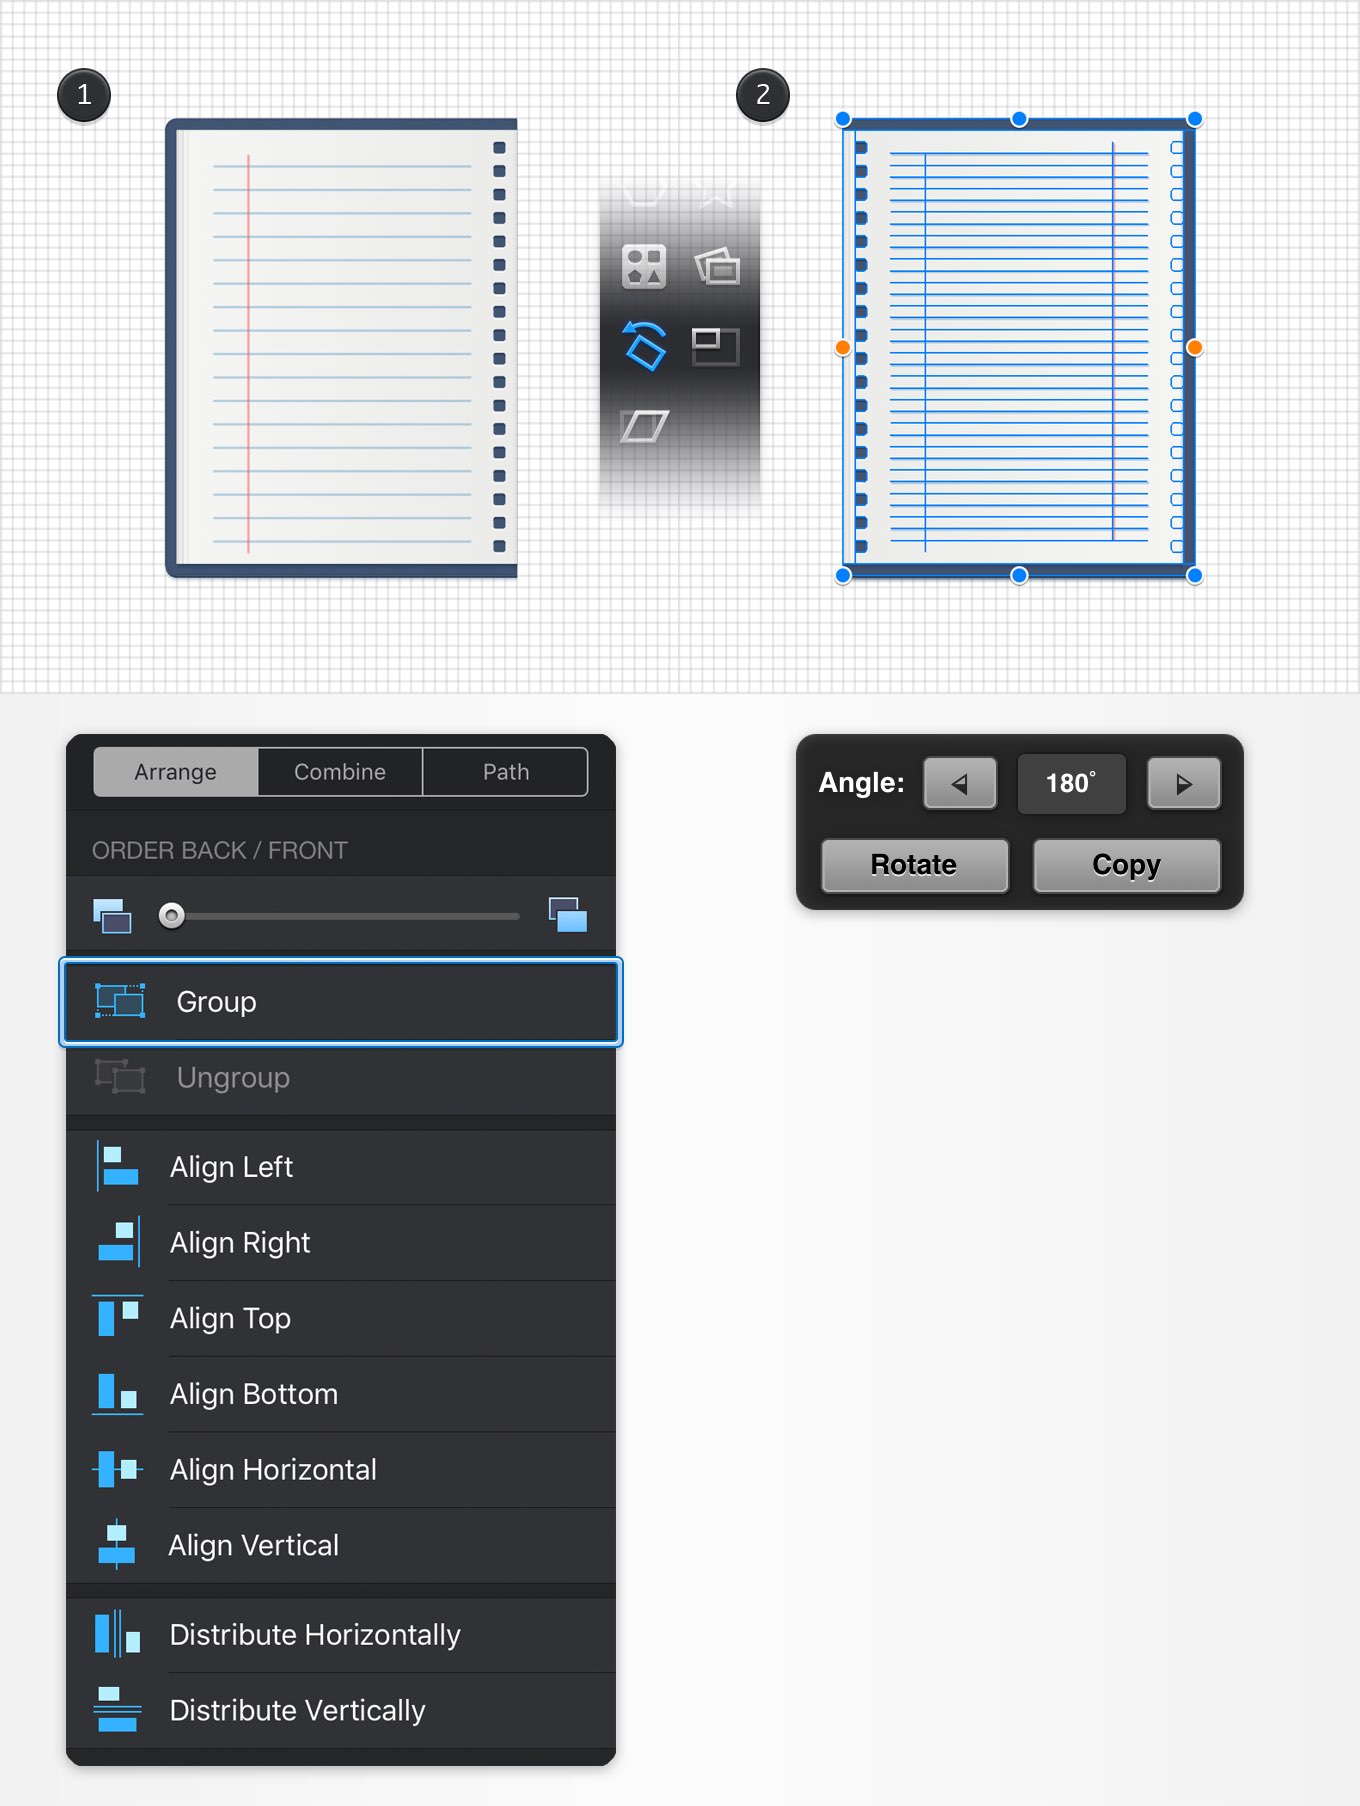 1
2
Arrange
Combine
Path
ORDER BACK / FRONT
Group
Ungroup
Align Left
Align Right
Align Top
Align Bottom
Align Horizontal
Align Vertical
Distribute Horizontally
Distribute Vertically
Angle:
180°
Rotate
Copy